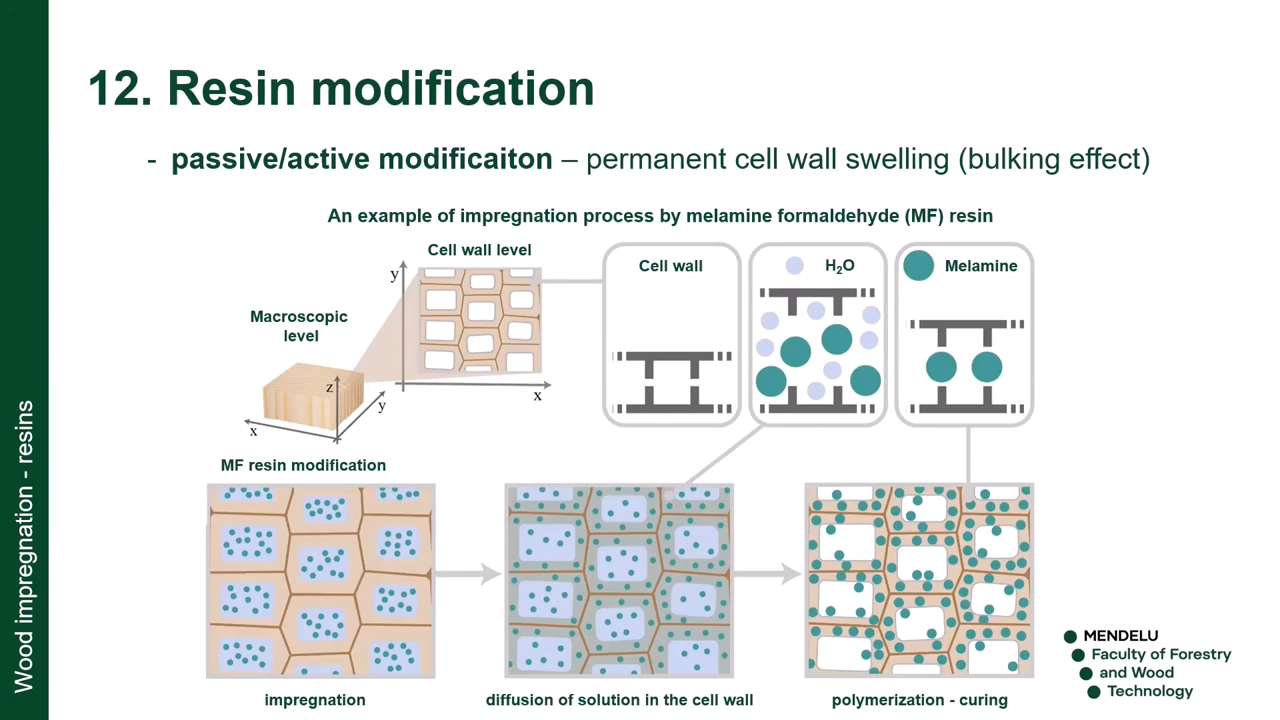 12. Resin modification
- passive/active modificaiton – permanent cell wall swelling (bulking effect)
An example of impregnation process by melamine formaldehyde (MF) resin
Cell wall level
y
x
Macroscopic
level
z
y
x
Cell wall
H₂O
Melamine
MF resin modification
impregnation
diffusion of solution in the cell wall
polymerization - curing
Wood impregnation - resins
MENDELU
Faculty of Forestry
and Wood
Technology